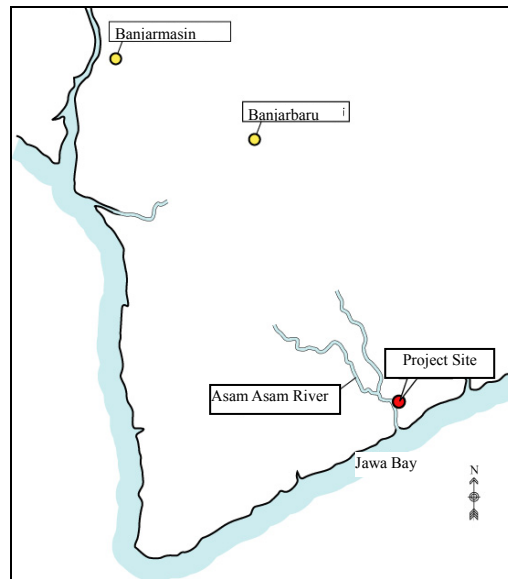 Banjarmasin
Banjarbaru i
Project Site
Asam Asam River
Jawa Bay
N